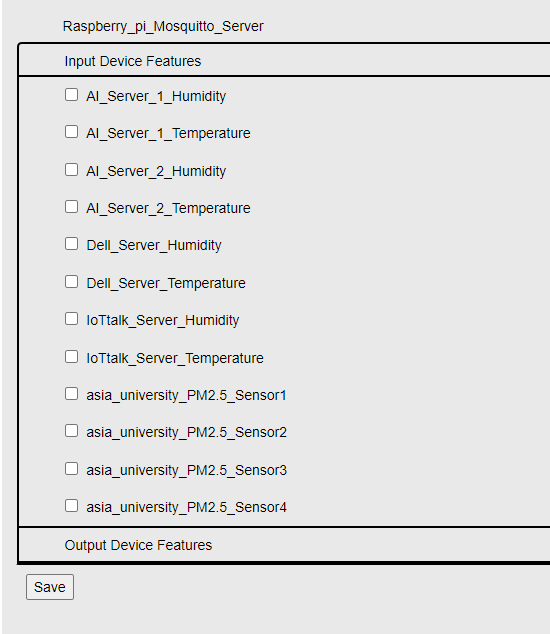 Raspberry_pi_Mosquitto_Server
Input Device Features
AI_Server_1_Humidity
AI_Server_1_Temperature
AI_Server_2_Humidity
AI_Server_2_Temperature
Dell_Server_Humidity
Dell_Server_Temperature
IoTtalk_Server_Humidity
IoTtalk_Server_Temperature
asia_university_PM2.5_Sensor1
asia_university_PM2.5_Sensor2
asia_university_PM2.5_Sensor3
asia_university_PM2.5_Sensor4
Output Device Features
Save